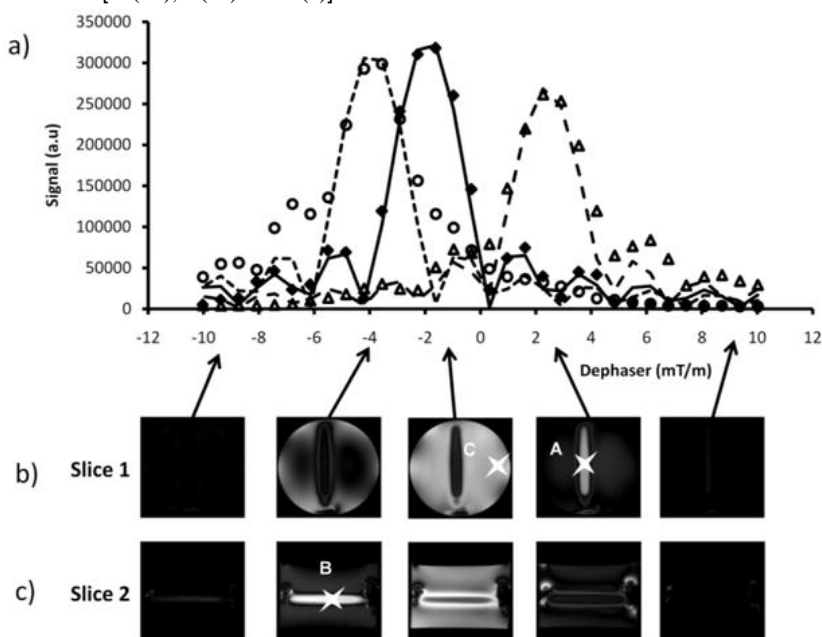 a)
350000
300000
250000
200000
150000
100000
50000
0
Signal (a.u)
-12 -10 -8 -6 -4 -2 0 2 4 6 8 10 12
Dephaser (mT/m)
b) Slice 1
C A
c) Slice 2
B